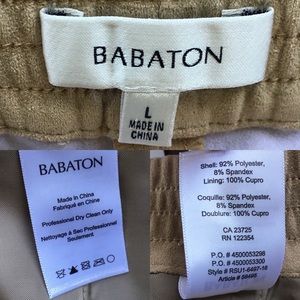 BABATON
L
MADE IN
CHINA
BABATON
Made in China
Fabriqué en China
Professional Dry Clean Only
Nettoyage à Sec Professionnel
Seulement.
Shell: 92% Polyester,
8% Spandex
Lining: 100% Cupro
Coquille: 92% Polyester,
8% Spandex
Doublure: 100% Cupro
CA 23725
RN 122354
P.O. # 4500053298
P.O. # 4500053300
Style # RSU1-6497-16
Article # 58498